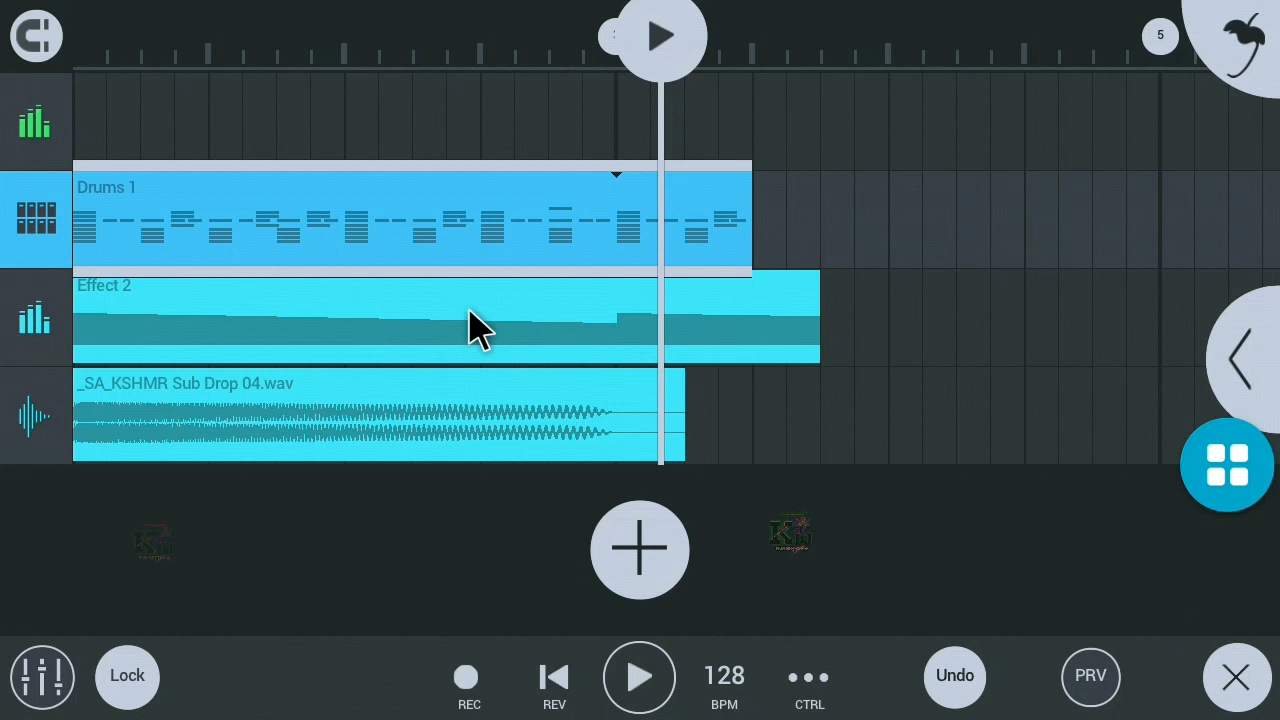 5
Drums 1
Effect 2
_SA_KSHMR Sub Drop 04.wav
Lock
REC
REV
128
BPM
CTRL
Undo
PRV